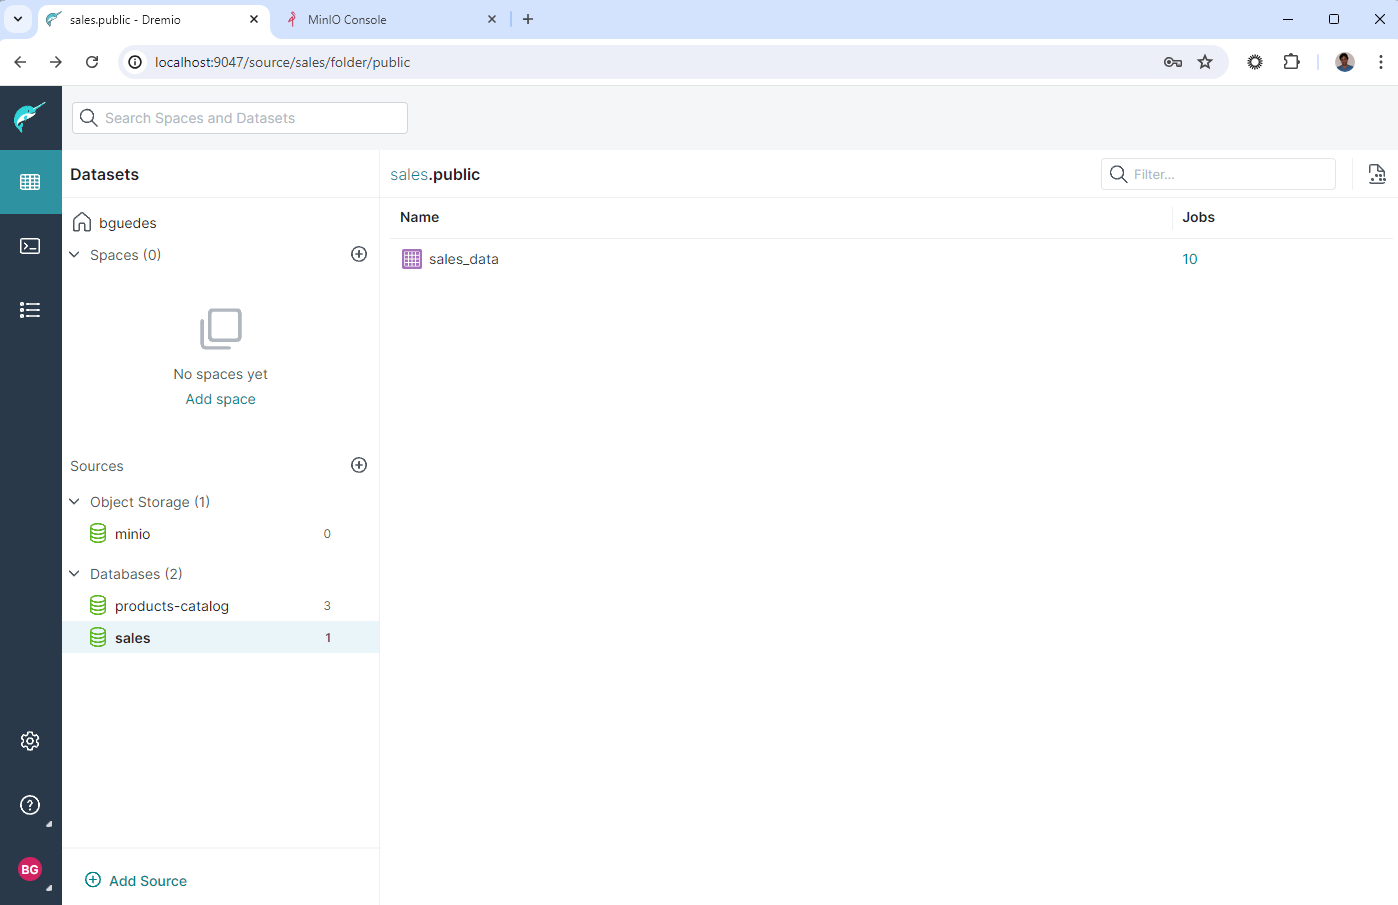 sales.public - Dremio
MinIO Console
localhost:9047/source/sales/folder/public
Search Spaces and Datasets
Datasets
sales.public
Filter...
bguedes
Name
Jobs
Spaces (0)
sales_data
10
No spaces yet
Add space
Sources
Object Storage (1)
minio
0
Databases (2)
products-catalog
3
sales
1
BG
Add Source